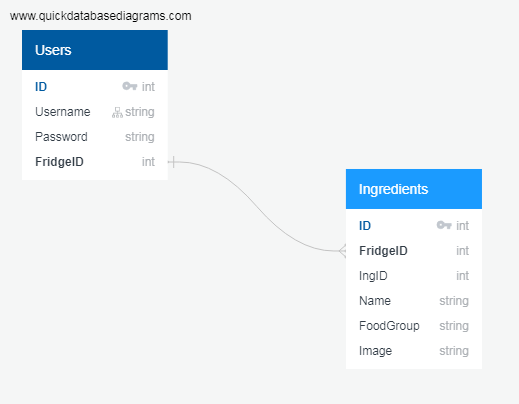 www.quickdatabasediagrams.com
Users
ID int
Username string
Password string
FridgeID int
Ingredients
ID int
FridgeID int
IngID int
Name string
FoodGroup string
Image string